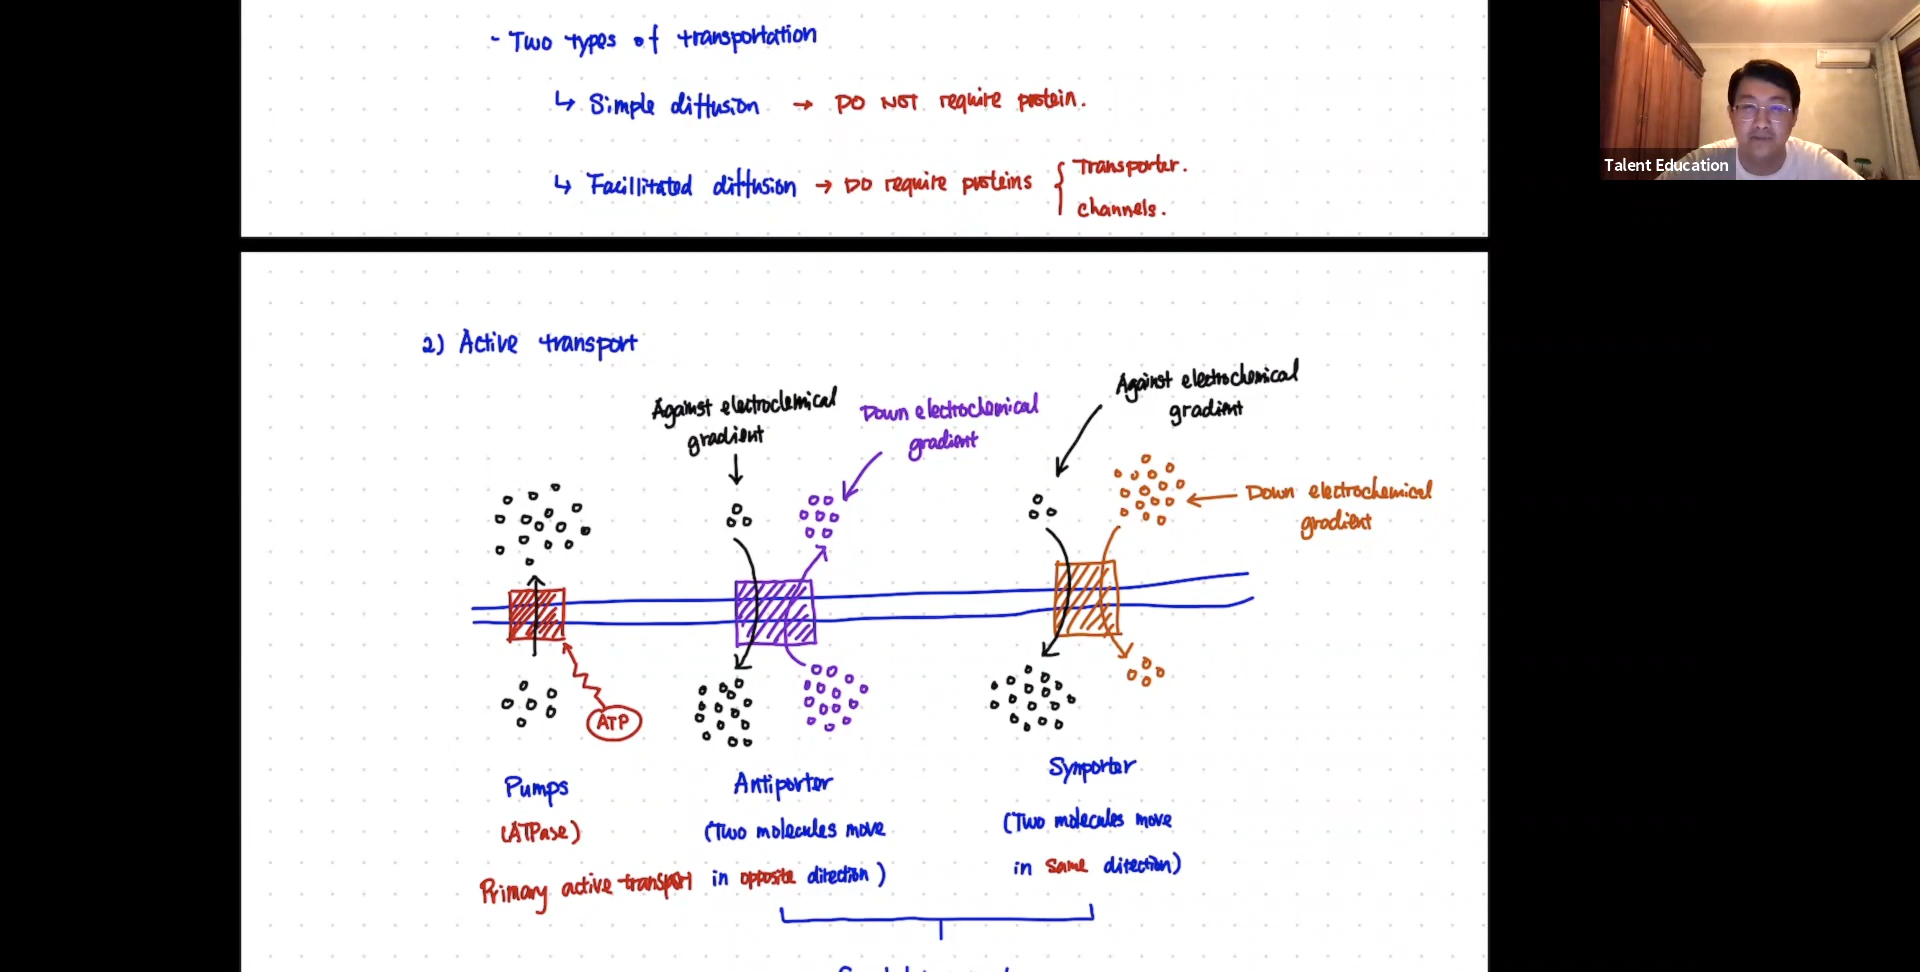 - Two types of transportation
↳ Simple diffusion → DO NOT require protein.
↳ Facillitated diffusion → DO require proteins { Transporter.
channels.
Talent Education
2) Active transport
Against electrochemical
gradient
Down electrochemical
gradient
Against electrochemical
gradient
Down electrochemical
gradient
ATP
Pumps
(ATPase)
Primary active transport
Antiporter
(Two molecules move
in opposite direction)
Symporter
(Two molecules move
in same direction)